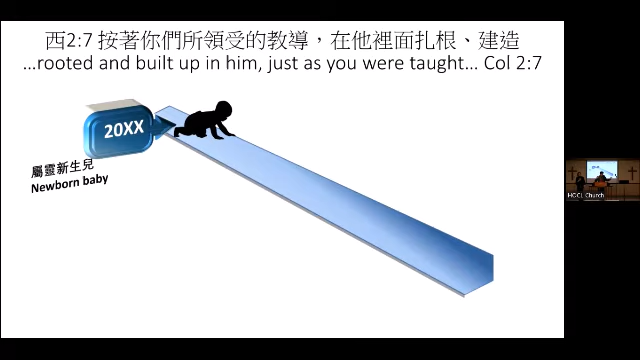 西2:7 按著你們所領受的教導，在他裡面扎根、建造
…rooted and built up in him, just as you were taught… Col 2:7
20XX
屬靈新生兒
Newborn baby
HOCL Church